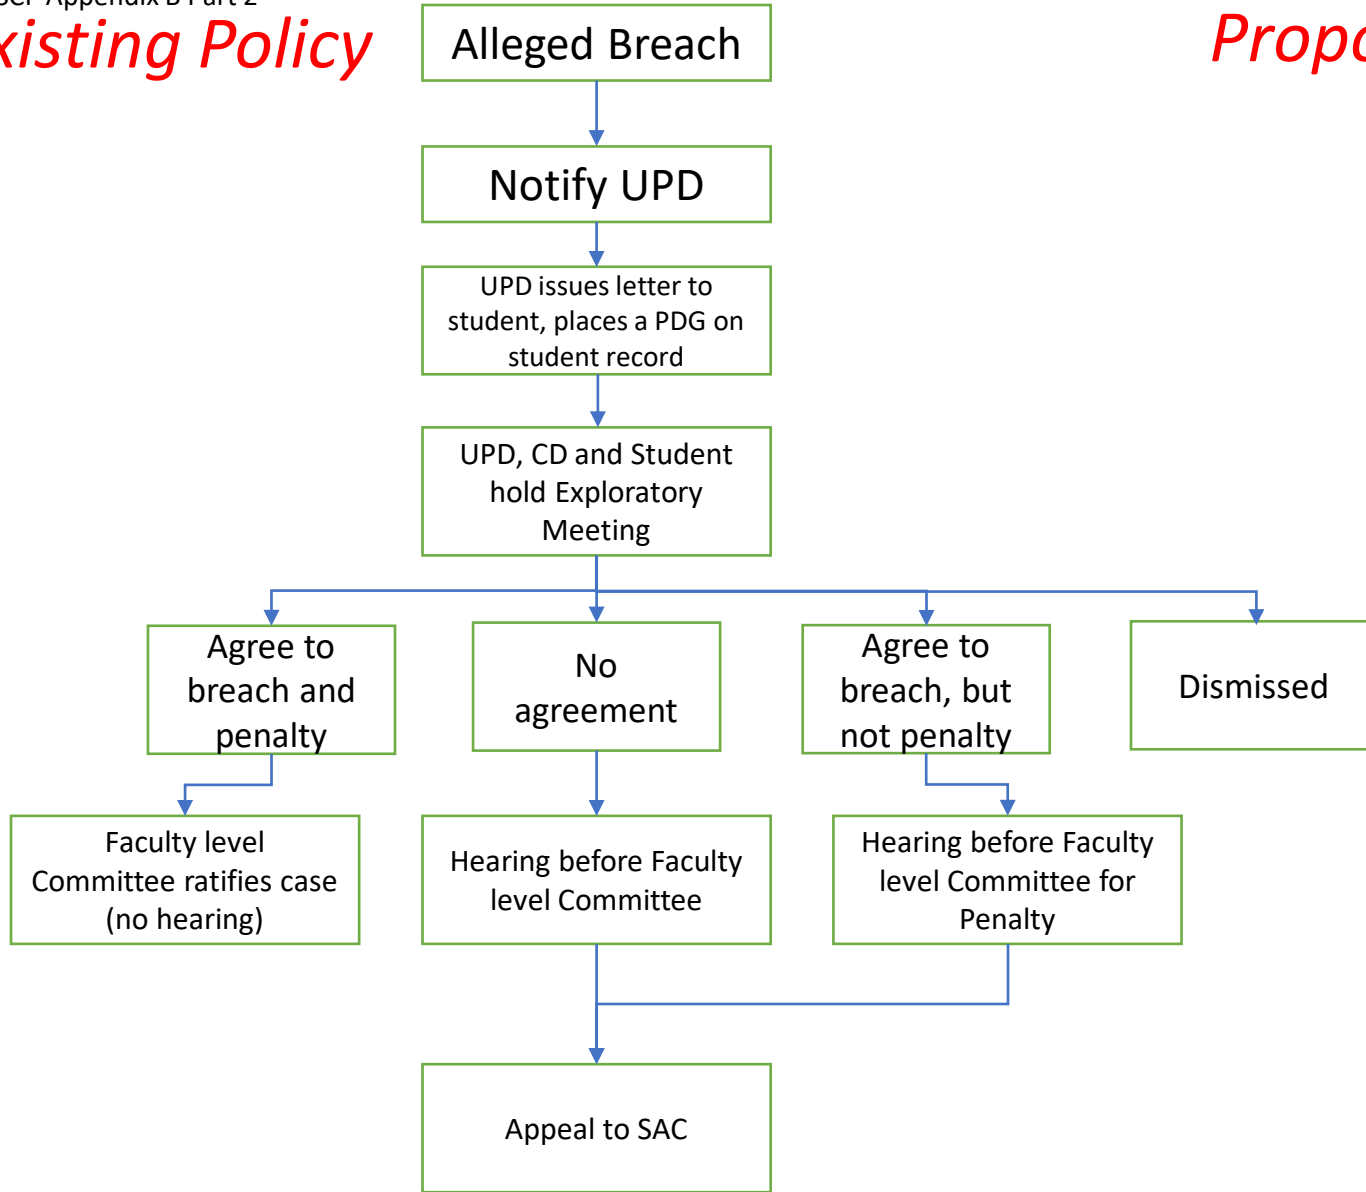 Appendix B Part 2
xisting Policy
Propo
Alleged Breach
Notify UPD
UPD issues letter to
student, places a PDG on
student record
UPD, CD and Student
hold Exploratory
Meeting
Agree to
breach and
penalty
No
agreement
Agree to
breach, but
not penalty
Dismissed
Faculty level
Committee ratifies case
(no hearing)
Hearing before Faculty
level Committee
Hearing before Faculty
level Committee for
Penalty
Appeal to SAC